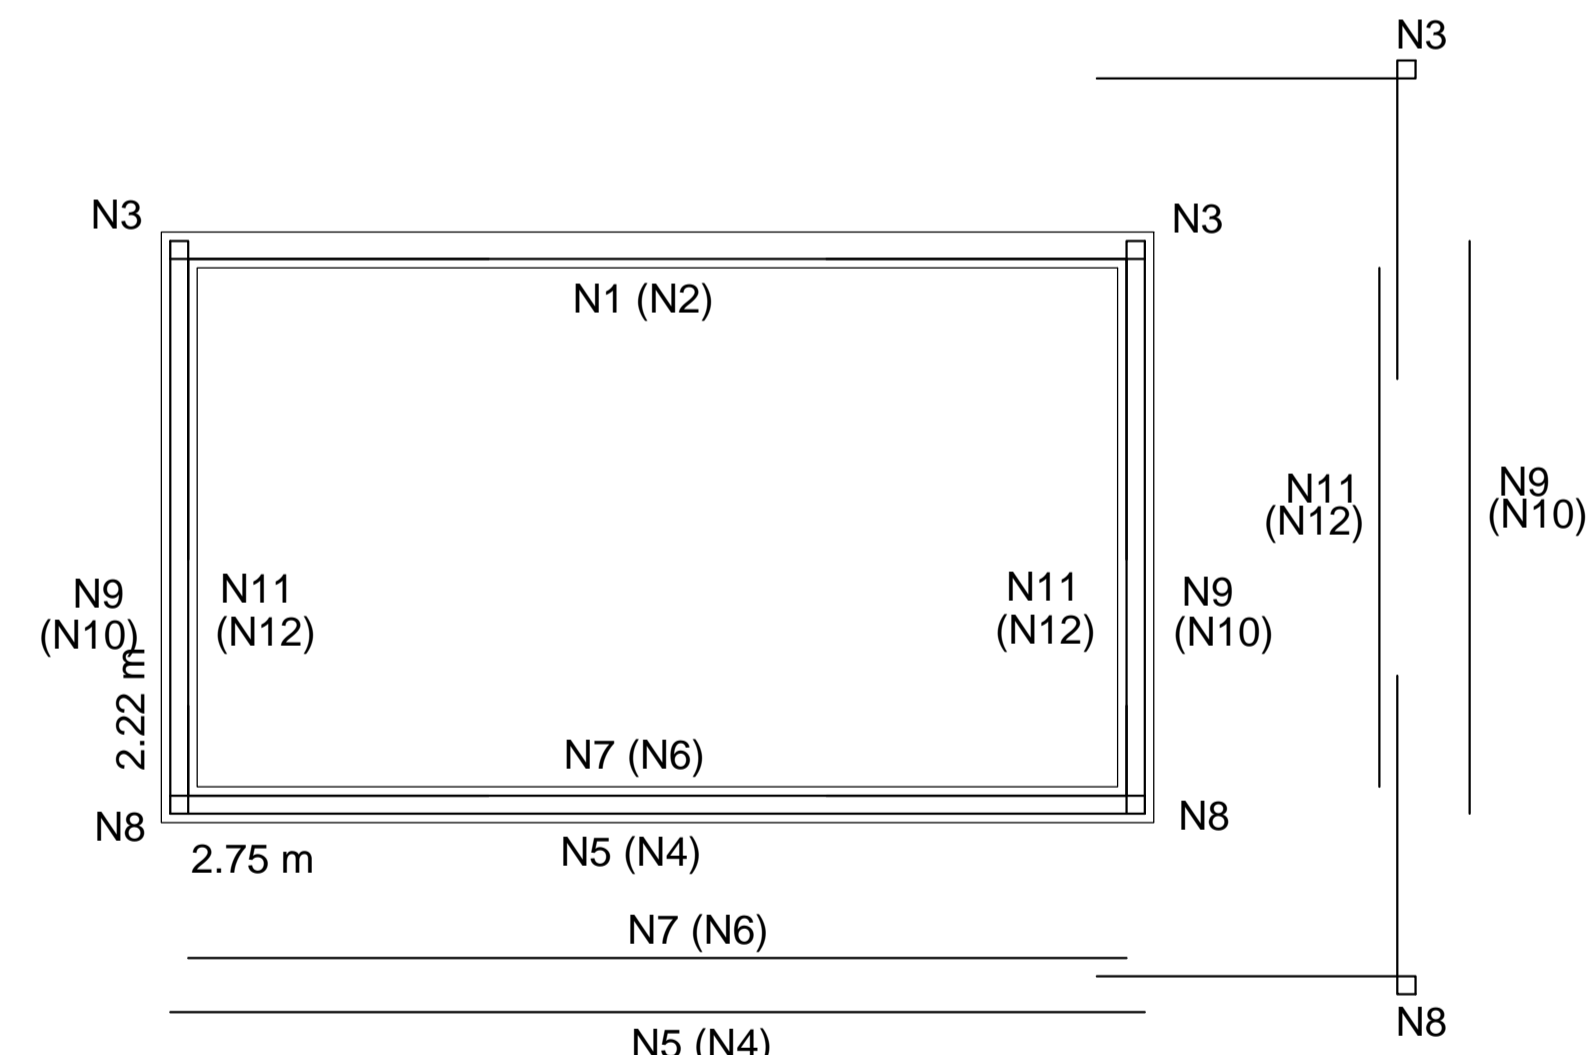 N3
N3
N3
N1 (N2)
N11
(N12)
N9
(N10)
N9
(N10)
N11
(N12)
N11
(N12)
N9
(N10)
2.22 m
N7 (N6)
N8
N8
2.75 m
N5 (N4)
N7 (N6)
N8
N5 (N4)